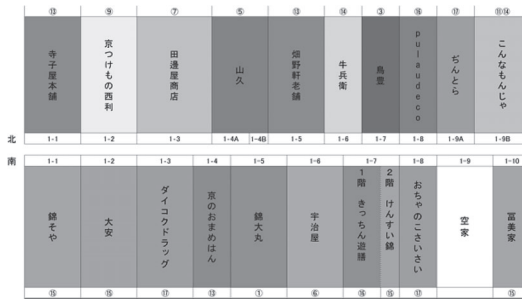 ⑬ ⑨ ⑦ ⑤ ⑬ ⑭ ③ ⑯ ⑰ ⑪⑭
寺子屋本舗
京つけもの西利
田邊屋商店
山久
畑野軒老舗
牛兵衛
鳥豊
pulaudeco
ぢんとら
こんなもんじゃ
北 1-1 1-2 1-3 1-4A 1-4B 1-5 1-6 1-7 1-8 1-9A 1-9B
南 1-1 1-2 1-3 1-4 1-5 1-6 1-7 1-8 1-9 1-10
錦そや
大安
ダイコクドラッグ
京のおまめはん
錦大丸
宇治屋
1階 きっちん遊膳
2階 けんすい錦
おちゃのこさいさい
空家
冨美家
⑮ ⑮ ⑰ ⑬ ① ⑥ ⑯ ⑮ ⑰ ⑮